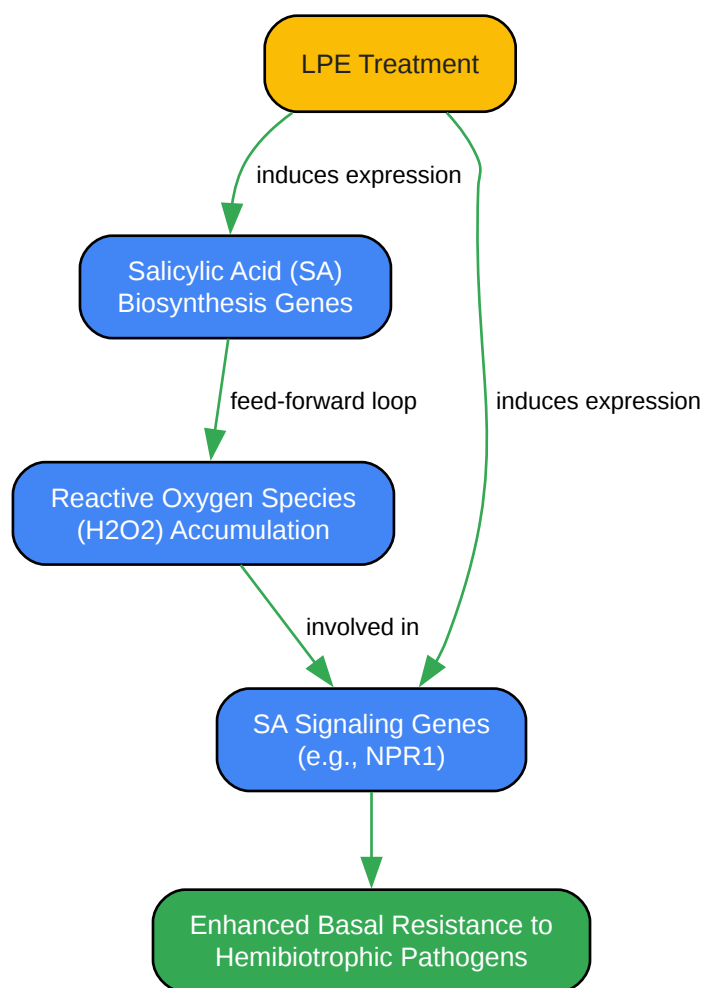 LPE Treatment
induces expression
Salicylic Acid (SA)
Biosynthesis Genes
feed-forward loop
induces expression
Reactive Oxygen Species
(H2O2) Accumulation
involved in
SA Signaling Genes
(e.g., NPR1)
Enhanced Basal Resistance to
Hemibiotrophic Pathogens